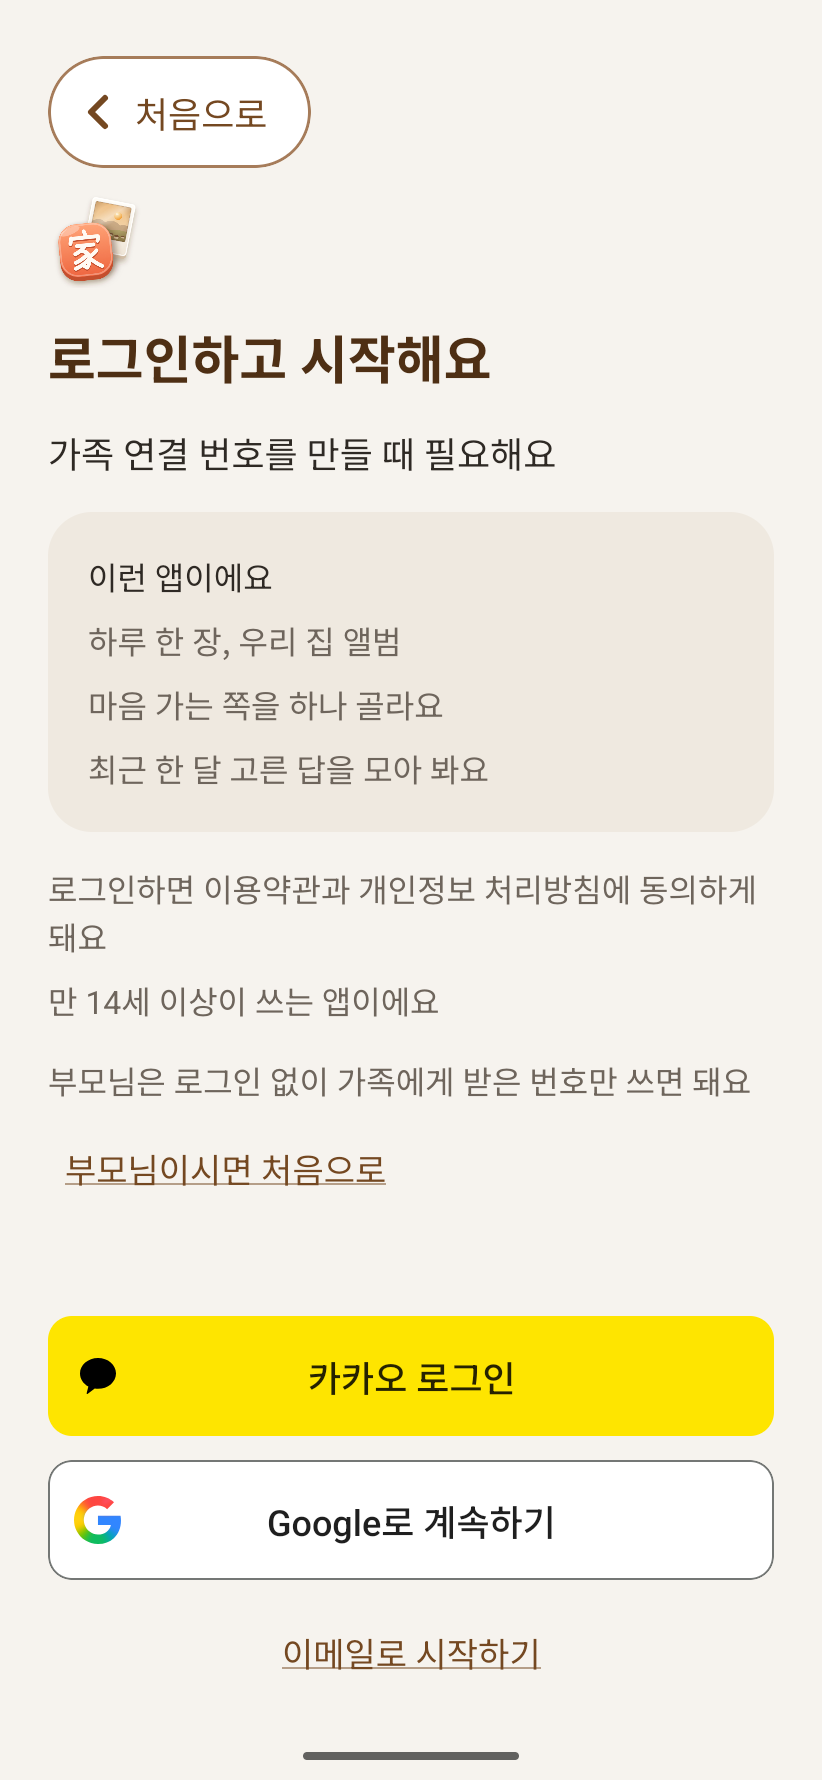 처음으로
家
로그인하고 시작해요
가족 연결 번호를 만들 때 필요해요
이런 앱이에요
하루 한 장, 우리 집 앨범
마음 가는 쪽을 하나 골라요
최근 한 달 고른 답을 모아 봐요
로그인하면 이용약관과 개인정보 처리방침에 동의하게
돼요
만 14세 이상이 쓰는 앱이에요
부모님은 로그인 없이 가족에게 받은 번호만 쓰면 돼요
부모님이시면 처음으로
카카오 로그인
Google로 계속하기
이메일로 시작하기